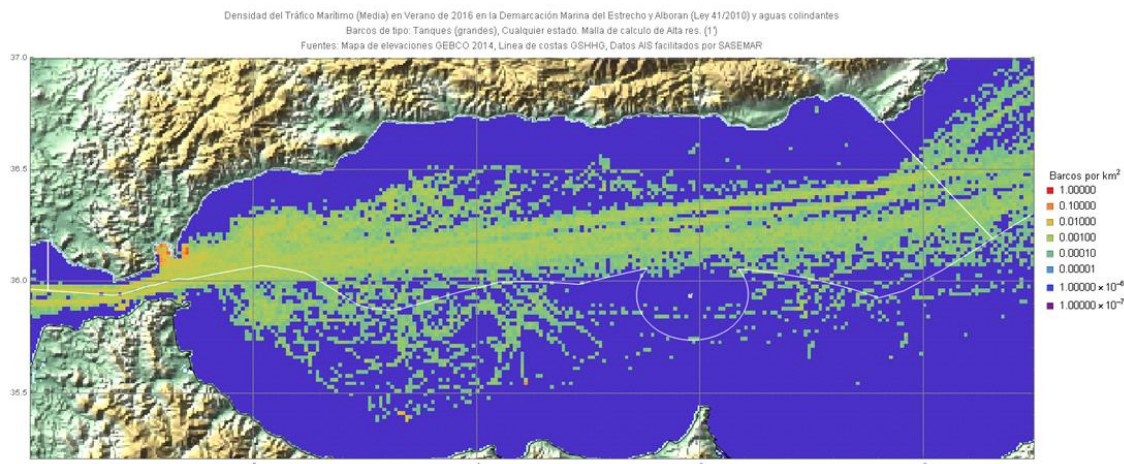 Densidad del Tráfico Marítimo (Media) en Verano de 2016 en la Demarcación Marina del Estrecho y Alboran (Ley 41/2010) y aguas colindantes
Barcos de tipo: Tanques (grandes), Cualquier estado. Malla de calculo de Alta res. (1')
Fuentes: Mapa de elevaciones GEBCO 2014, Linea de costas GSHHG, Datos AIS facilitados por SASEMAR
37.0
36.5
36.0
35.5
Barcos por km²
1.00000
0.10000
0.01000
0.00100
0.00010
0.00001
1.00000 × 10⁻⁶
1.00000 × 10⁻⁷